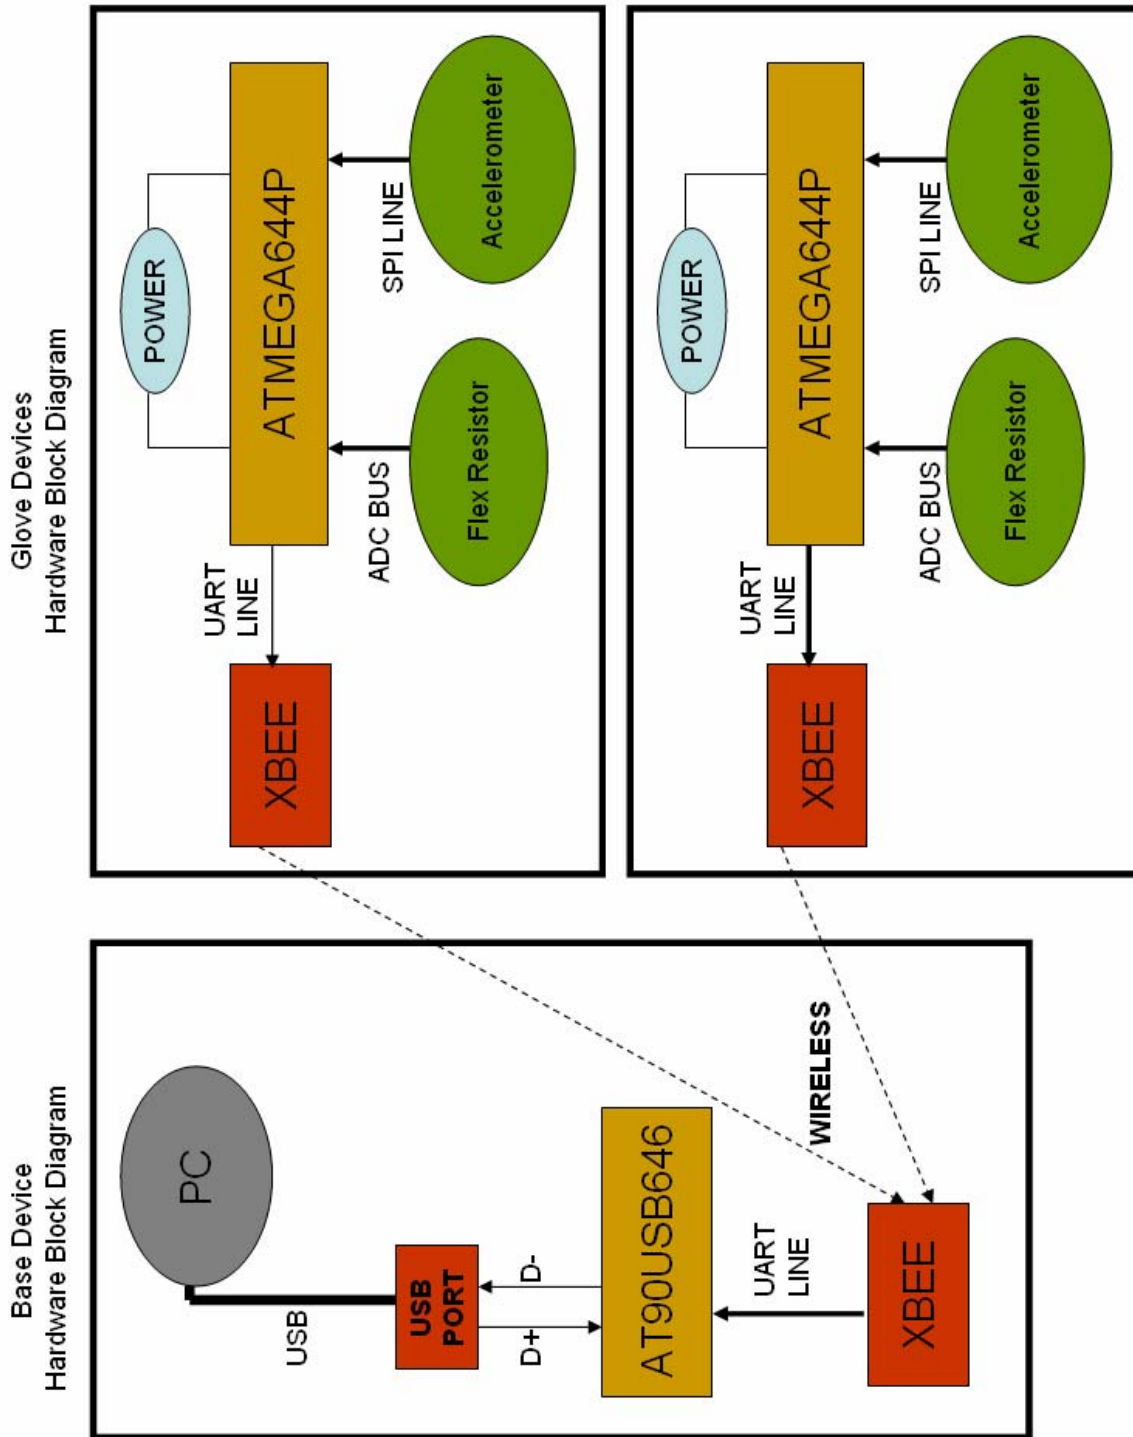 Base Device
Hardware Block Diagram
PC
USB
USB
PORT
D+
D-
AT90USB646
UART
LINE
XBEE
WIRELESS
Glove Devices
Hardware Block Diagram
POWER
ATMEGA644P
UART
LINE
XBEE
ADC BUS
SPI LINE
Flex Resistor
Accelerometer
POWER
ATMEGA644P
UART
LINE
XBEE
ADC BUS
SPI LINE
Flex Resistor
Accelerometer